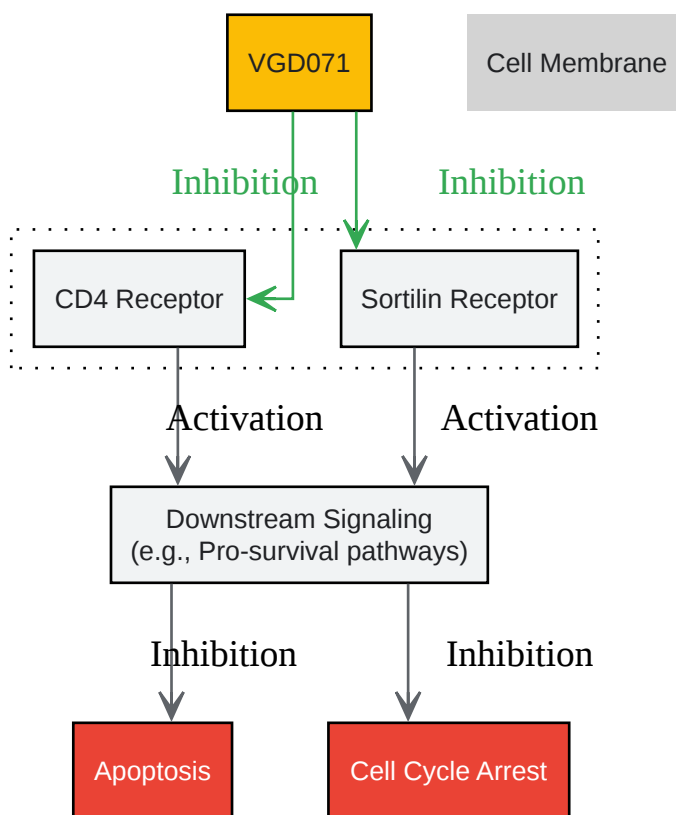 VGD071
Cell Membrane
Inhibition
Inhibition
CD4 Receptor
Sortilin Receptor
Activation
Activation
Downstream Signaling
(e.g., Pro-survival pathways)
Inhibition
Inhibition
Apoptosis
Cell Cycle Arrest